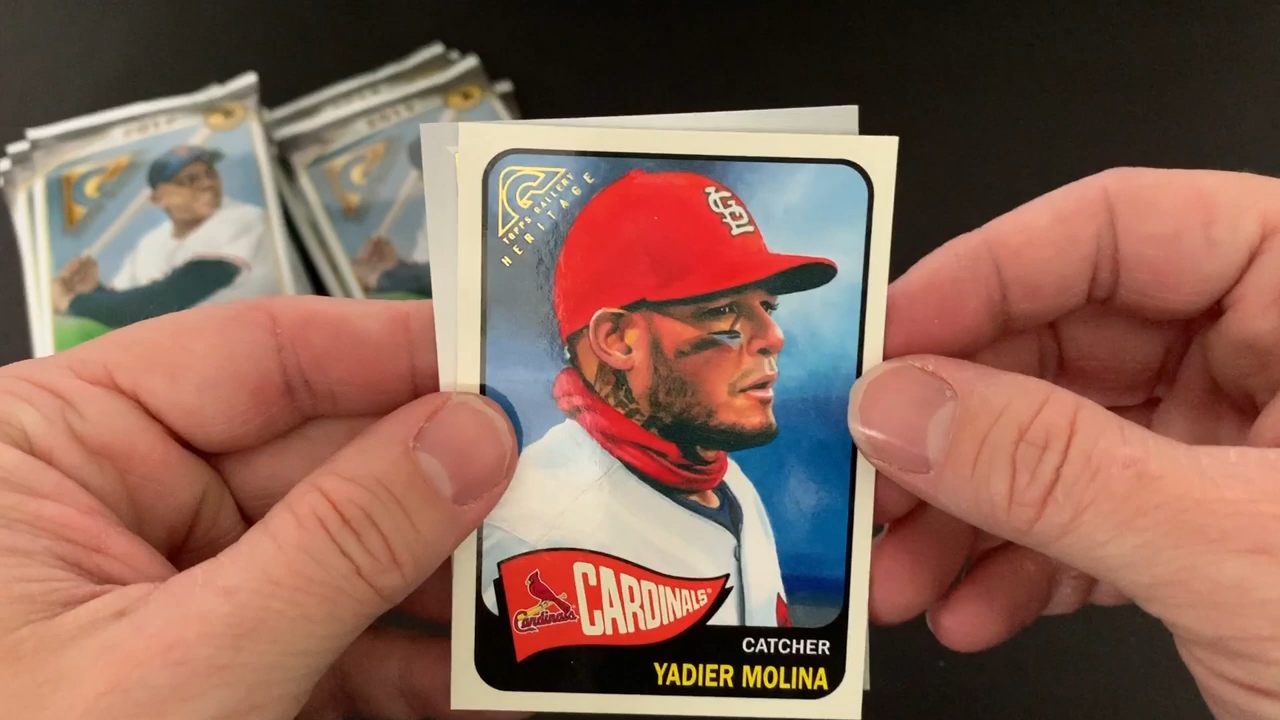 TOPPS GALLERY
HERITAGE
StL
Cardinals
CARDINALS
CATCHER
YADIER MOLINA